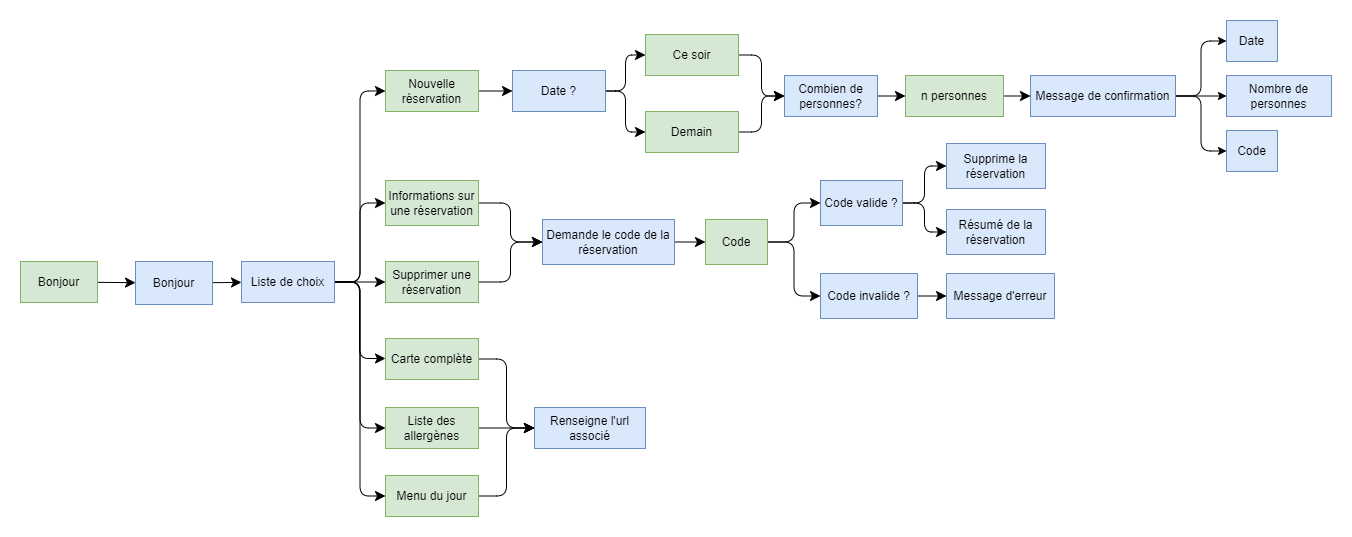 Bonjour
Bonjour
Liste de choix
Nouvelle
réservation
Date ?
Ce soir
Demain
Combien de
personnes?
n personnes
Message de confirmation
Date
Nombre de
personnes
Code
Informations sur
une réservation
Supprimer une
réservation
Demande le code de la
réservation
Code
Code valide ?
Supprime la
réservation
Résumé de la
réservation
Code invalide ?
Message d'erreur
Carte complète
Liste des
allergènes
Menu du jour
Renseigne l'url
associé